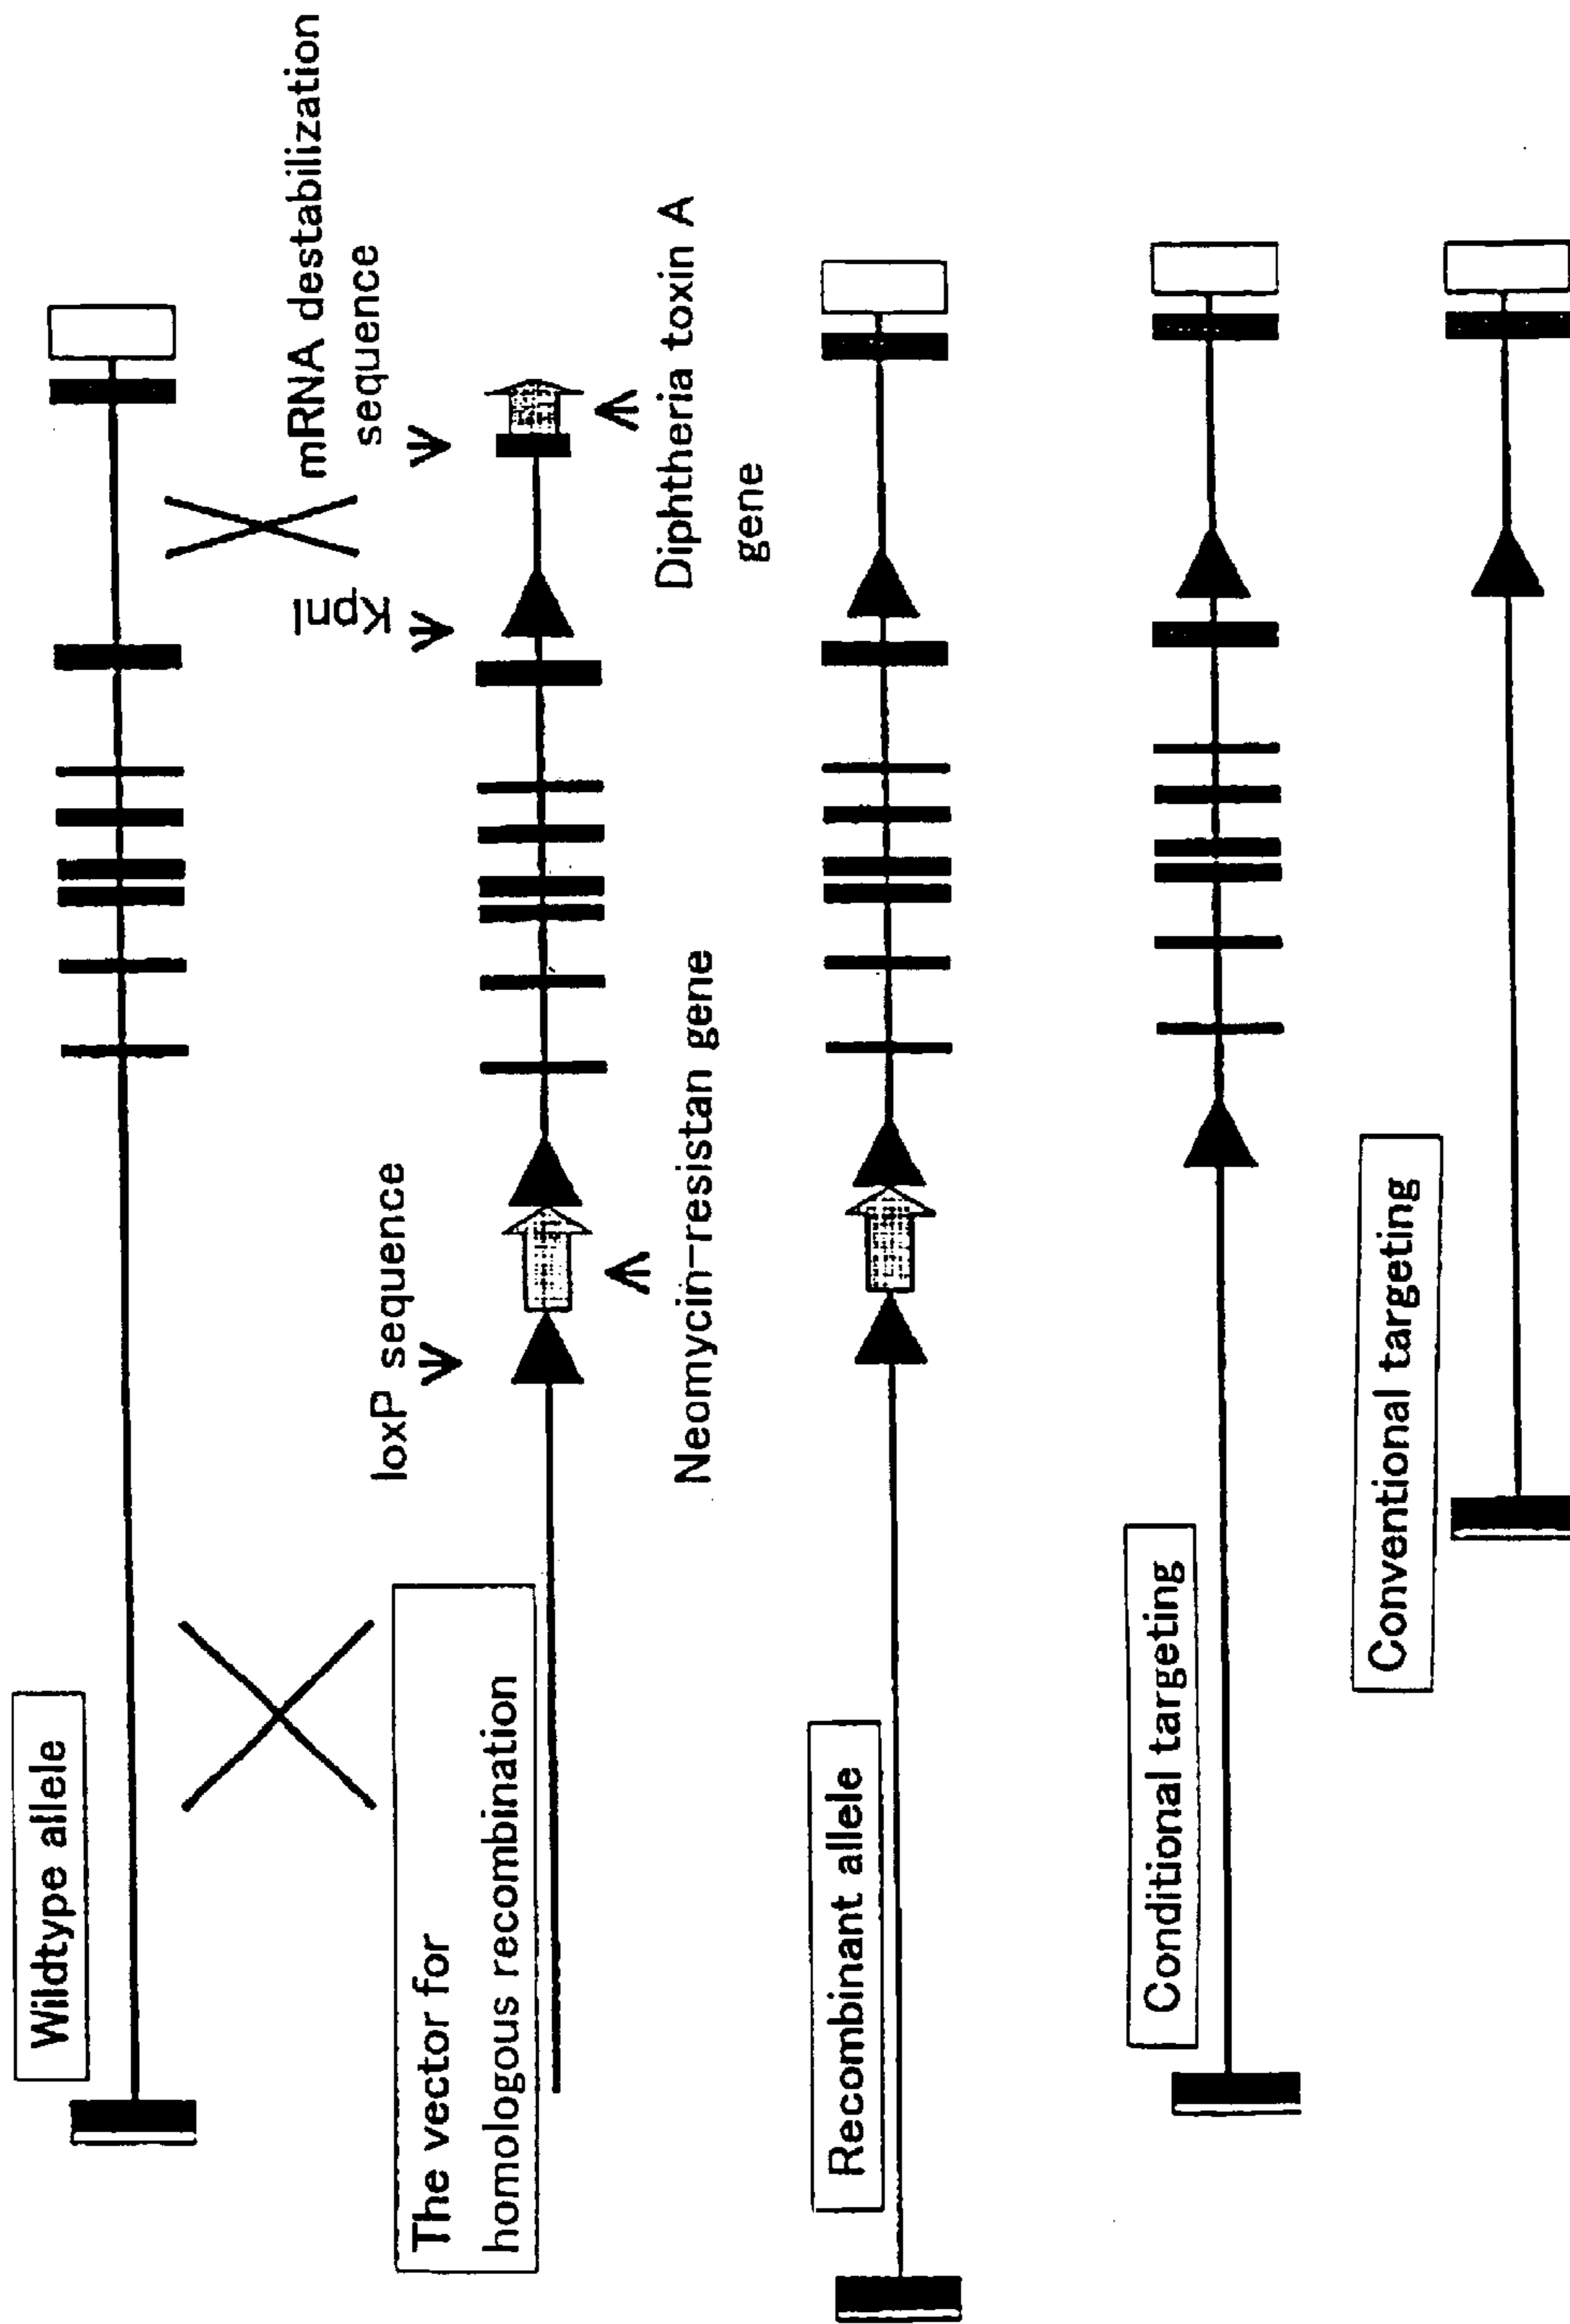 Wildtype allele
mRNA destabilization
sequence
KpnI
loxP sequence
The vector for
homologous recombination
Neomycin-resistan gene
Diphtheria toxin A
gene
Recombinant allele
Conditional targeting
Conventional targeting